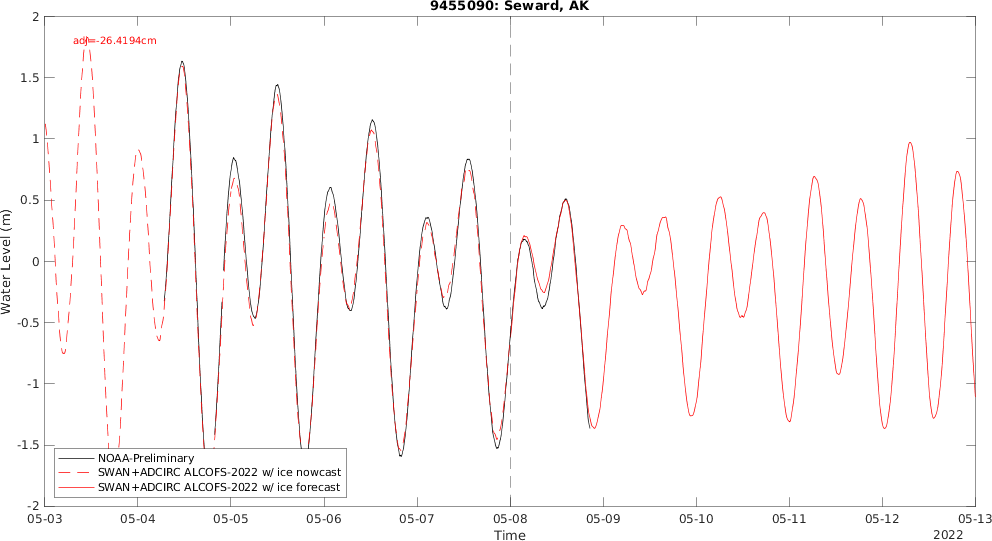 9455090: Seward, AK
adj=-26.4194cm
Water Level (m)
2
1.5
1
0.5
0
-0.5
-1
-1.5
-2
NOAA-Preliminary
SWAN+ADCIRC ALCOFS-2022 w/ ice nowcast
SWAN+ADCIRC ALCOFS-2022 w/ ice forecast
05-03 05-04 05-05 05-06 05-07 05-08 05-09 05-10 05-11 05-12 05-13
Time
2022